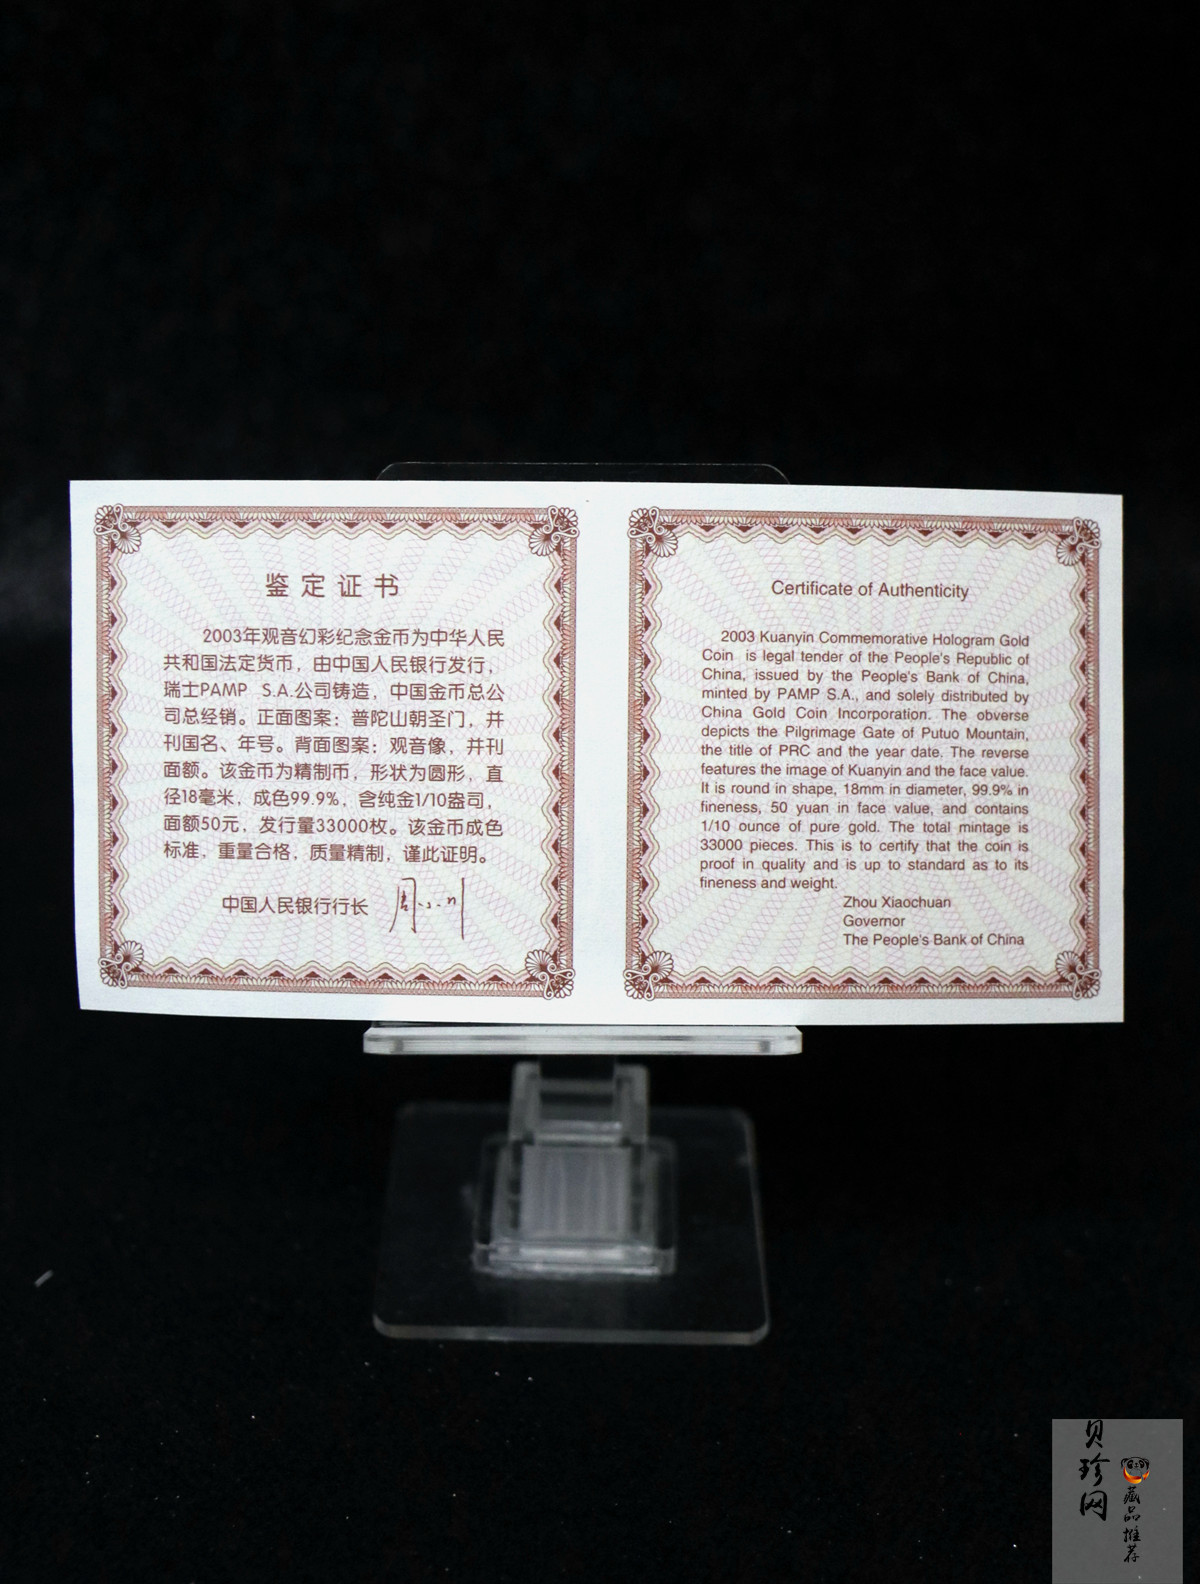 鉴定证书
2003年观音幻彩纪念金币为中华人民
共和国法定货币，由中国人民银行发行，
瑞士PAMP S.A.公司铸造，中国金币总公
司总经销。正面图案：普陀山朝圣门，并
刊国名、年号。背面图案：观音像，并刊
面额。该金币为精制币，形状为圆形，直
径18毫米，成色99.9%，含纯金1/10盎司，
面额50元，发行量33000枚。该金币成色
标准，重量合格，质量精制，谨此证明。
中国人民银行行长 周小川
Certificate of Authenticity
2003 Kuanyin Commemorative Hologram Gold
Coin is legal tender of the People's Republic of
China, issued by the People's Bank of China,
minted by PAMP S.A., and solely distributed by
China Gold Coin Incorporation. The obverse
depicts the Pilgrimage Gate of Putuo Mountain,
the title of PRC and the year date. The reverse
features the image of Kuanyin and the face value.
It is round in shape, 18mm in diameter, 99.9% in
fineness, 50 yuan in face value, and contains
1/10 ounce of pure gold. The total mintage is
33000 pieces. This is to certify that the coin is
proof in quality and is up to standard as to its
fineness and weight.
Zhou Xiaochuan
Governor
The People's Bank of China
贝珍网
藏品推荐